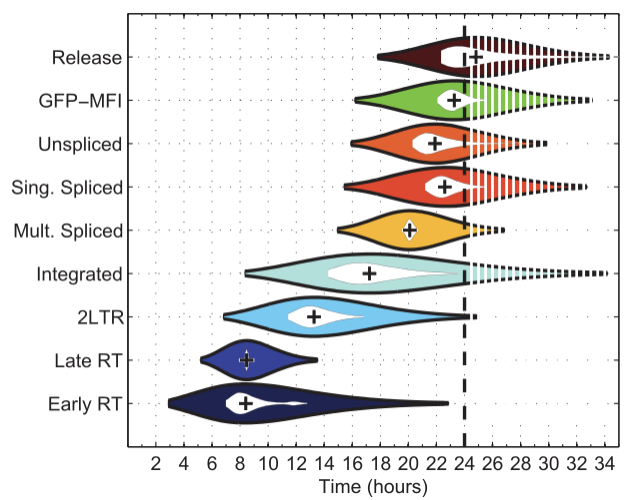 Release
GFP–MFI
Unspliced
Sing. Spliced
Mult. Spliced
Integrated
2LTR
Late RT
Early RT
2 4 6 8 10 12 14 16 18 20 22 24 26 28 30 32 34
Time (hours)